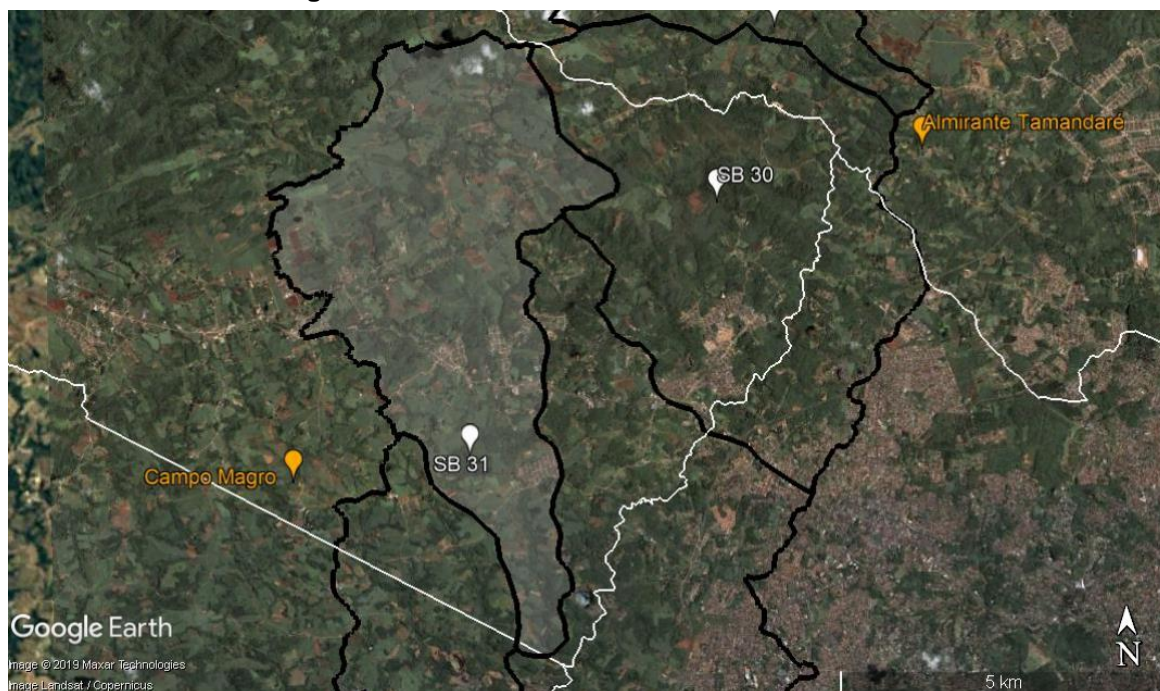 Almirante Tamandaré
SB 30
SB 31
Campo Magro
Google Earth
Image © 2019 Maxar Technologies
Image Landsat / Copernicus
5 km
N